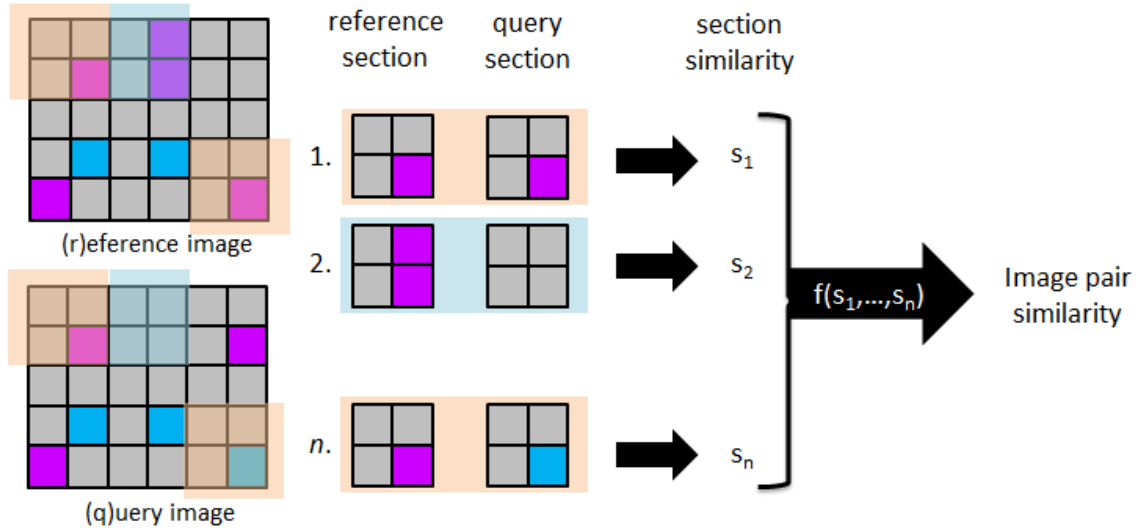 reference
section
query
section
section
similarity
1.
s1
(r)eference image
2.
s2
f(s1,...,sn)
Image pair
similarity
n.
sn
(q)uery image